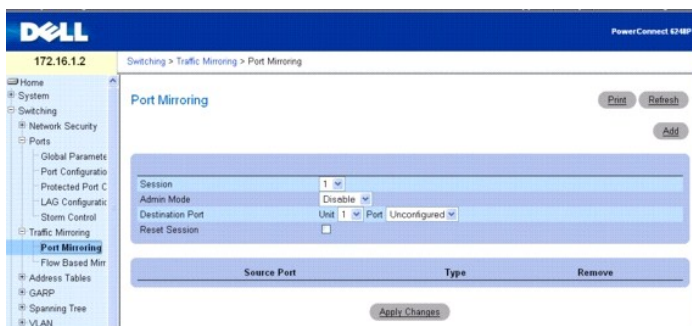 DELL
PowerConnect 6248P
172.16.1.2
Switching > Traffic Mirroring > Port Mirroring
Home
System
Switching
Network Security
Ports
Global Paramete
Port Configuratio
Protected Port C
LAG Configuratic
Storm Control
Traffic Mirroring
Port Mirroring
Flow Based Mirr
Address Tables
GARP
Spanning Tree
VLAN
Port Mirroring
Print Refresh
Add
Session 1
Admin Mode Disable
Destination Port Unit 1 Port Unconfigured
Reset Session
Source Port Type Remove
Apply Changes